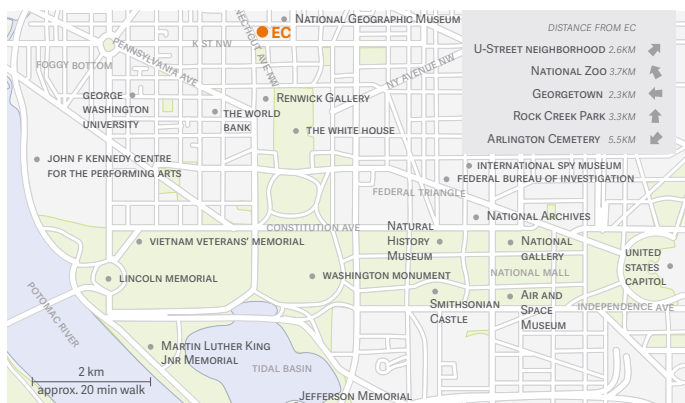 NATIONAL GEOGRAPHIC MUSEUM
EC
K ST NW
CONNECTICUT AVE NW
PENNSYLVANIA AVE
NY AVENUE NW
FOGGY BOTTOM
DISTANCE FROM EC
U-STREET NEIGHBORHOOD 2.6KM
NATIONAL ZOO 3.7KM
GEORGETOWN 2.3KM
ROCK CREEK PARK 3.3KM
ARLINGTON CEMETERY 5.5KM
GEORGE
WASHINGTON
UNIVERSITY
RENWICK GALLERY
THE WORLD
BANK
THE WHITE HOUSE
JOHN F KENNEDY CENTRE
FOR THE PERFORMING ARTS
INTERNATIONAL SPY MUSEUM
FEDERAL BUREAU OF INVESTIGATION
FEDERAL TRIANGLE
NATIONAL ARCHIVES
CONSTITUTION AVE
NATURAL
HISTORY
MUSEUM
VIETNAM VETERANS' MEMORIAL
NATIONAL
GALLERY
UNITED
STATES
CAPITOL
LINCOLN MEMORIAL
WASHINGTON MONUMENT
NATIONAL MALL
SMITHSONIAN
CASTLE
AIR AND
SPACE
MUSEUM
INDEPENDENCE AVE
POTOMAC RIVER
MARTIN LUTHER KING
JNR MEMORIAL
TIDAL BASIN
2 km
approx. 20 min walk
JEFFERSON MEMORIAL